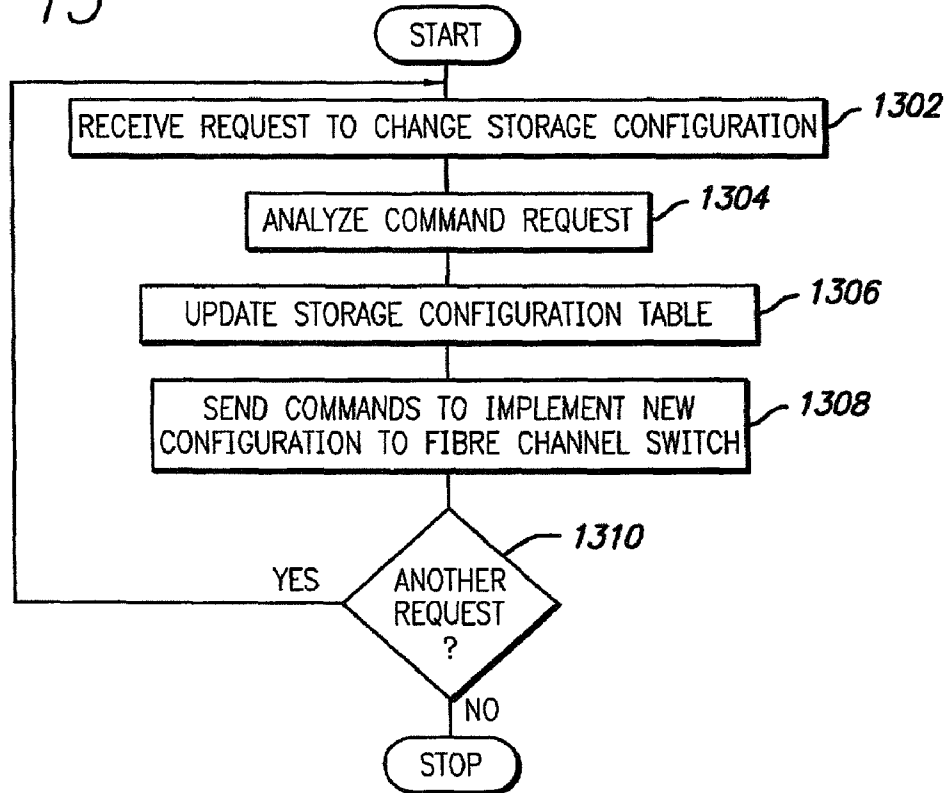 13
START
RECEIVE REQUEST TO CHANGE STORAGE CONFIGURATION
1302
ANALYZE COMMAND REQUEST
1304
UPDATE STORAGE CONFIGURATION TABLE
1306
SEND COMMANDS TO IMPLEMENT NEW
CONFIGURATION TO FIBRE CHANNEL SWITCH
1308
1310
YES
ANOTHER
REQUEST
?
NO
STOP